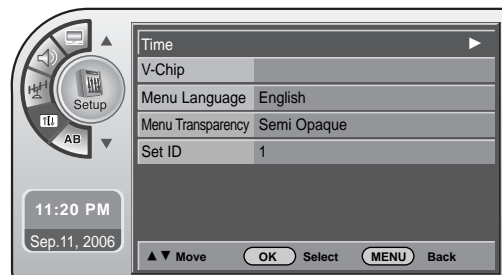 Time
V-Chip
Menu Language English
Menu Transparency Semi Opaque
Set ID 1
Setup
AB
11:20 PM
Sep.11, 2006
▲▼ Move OK Select MENU Back